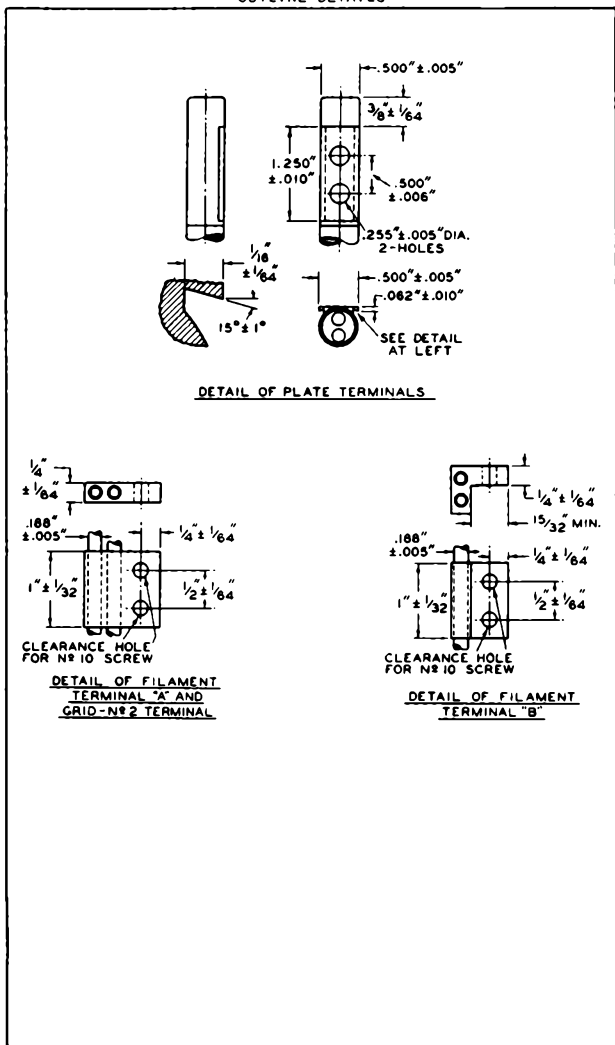 .500"±.005"
3/8"±1/64"
1.250"
±.010"
.500"
±.006"
.255"±.005"DIA.
2-HOLES
1/16"
±1/64"
15°±1°
.500"±.005"
.062"±.010"
SEE DETAIL
AT LEFT
DETAIL OF PLATE TERMINALS
1/4"
±1/64"
.188"
±.005"
1/4"±1/64"
1"±1/32"
1/2"±1/64"
CLEARANCE HOLE
FOR Nº 10 SCREW
DETAIL OF FILAMENT
TERMINAL "A" AND
GRID-Nº 2 TERMINAL
1/4"±1/64"
15/32" MIN.
.188"
±.005"
1/4"±1/64"
1"±1/32"
1/2"±1/64"
CLEARANCE HOLE
FOR Nº 10 SCREW
DETAIL OF FILAMENT
TERMINAL "B"